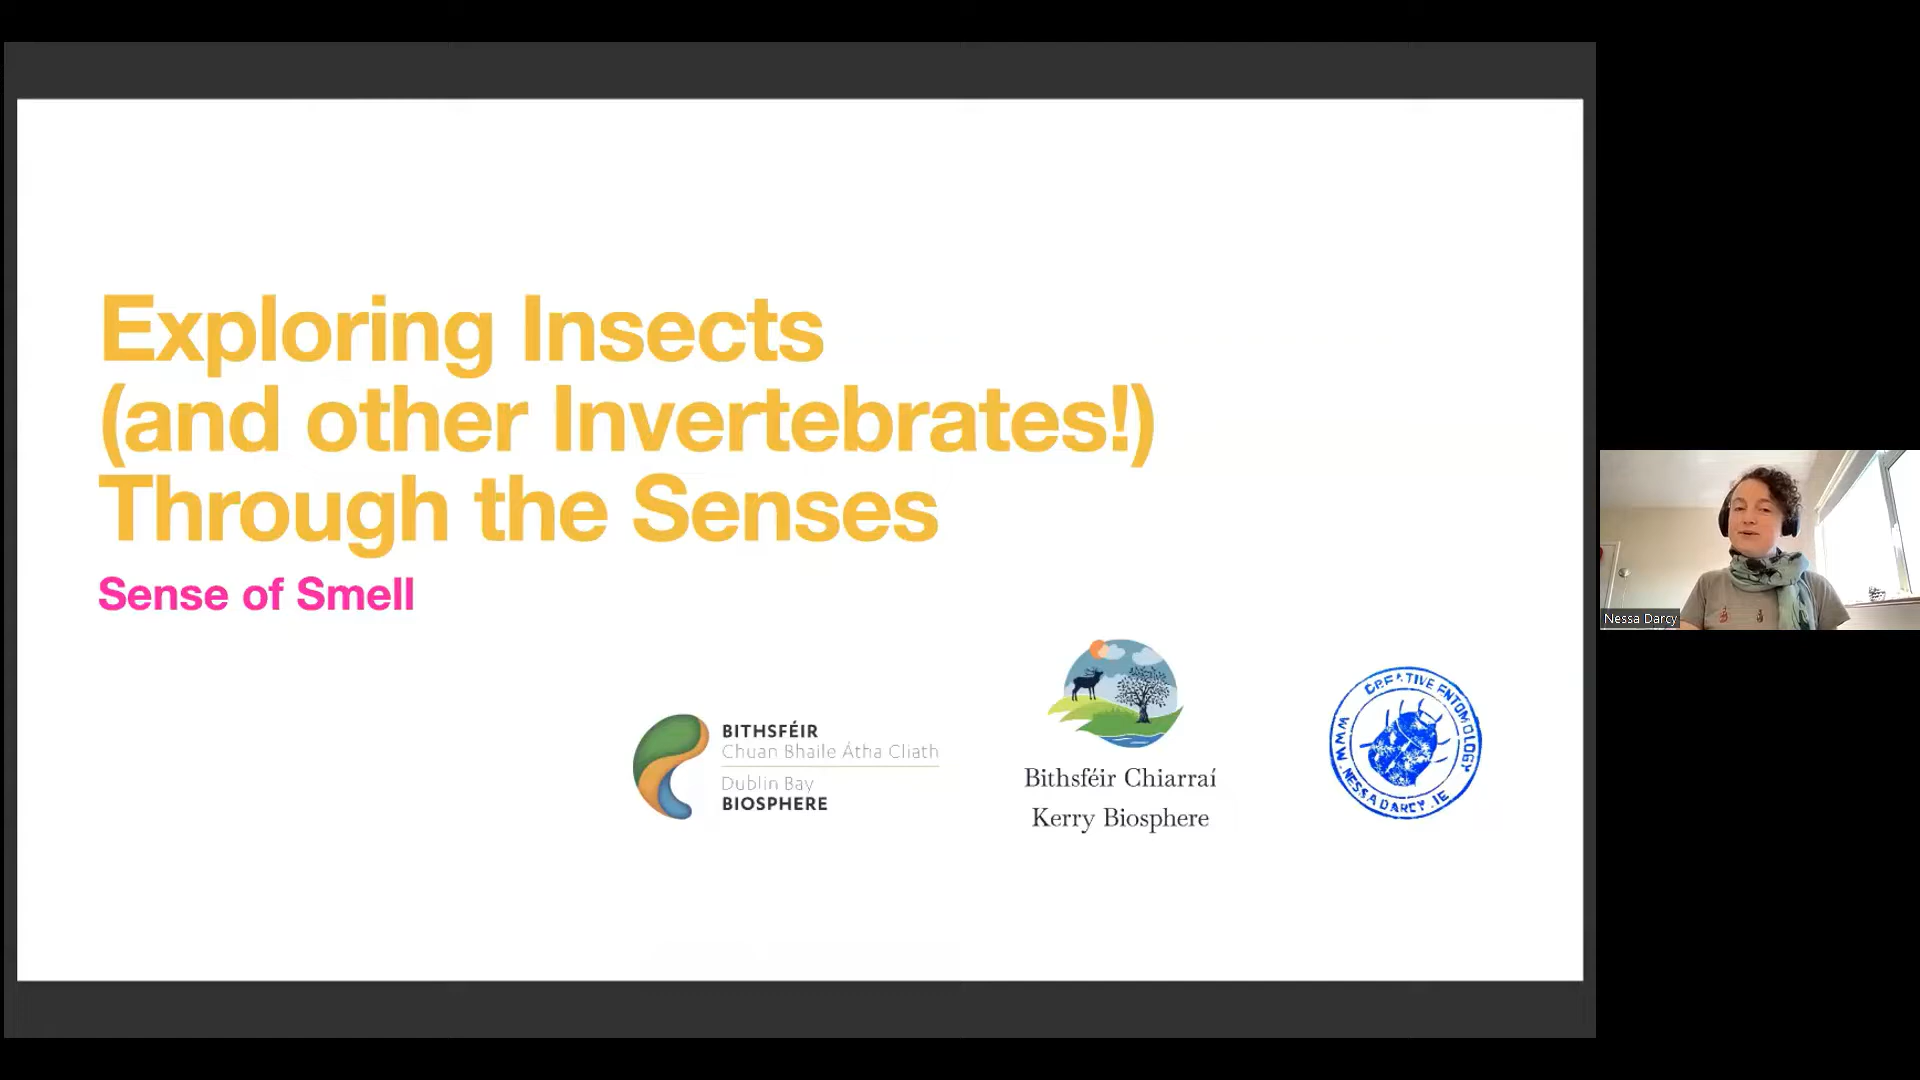 Exploring Insects
(and other Invertebrates!)
Through the Senses
Sense of Smell
BITHSFÉIR
Chuan Bhaile Átha Cliath
Dublin Bay
BIOSPHERE
Bithsféir Chiarraí
Kerry Biosphere
CREATIVE ENTOMOLOGY
WWW.NESSADARCY.IE
Nessa Darcy